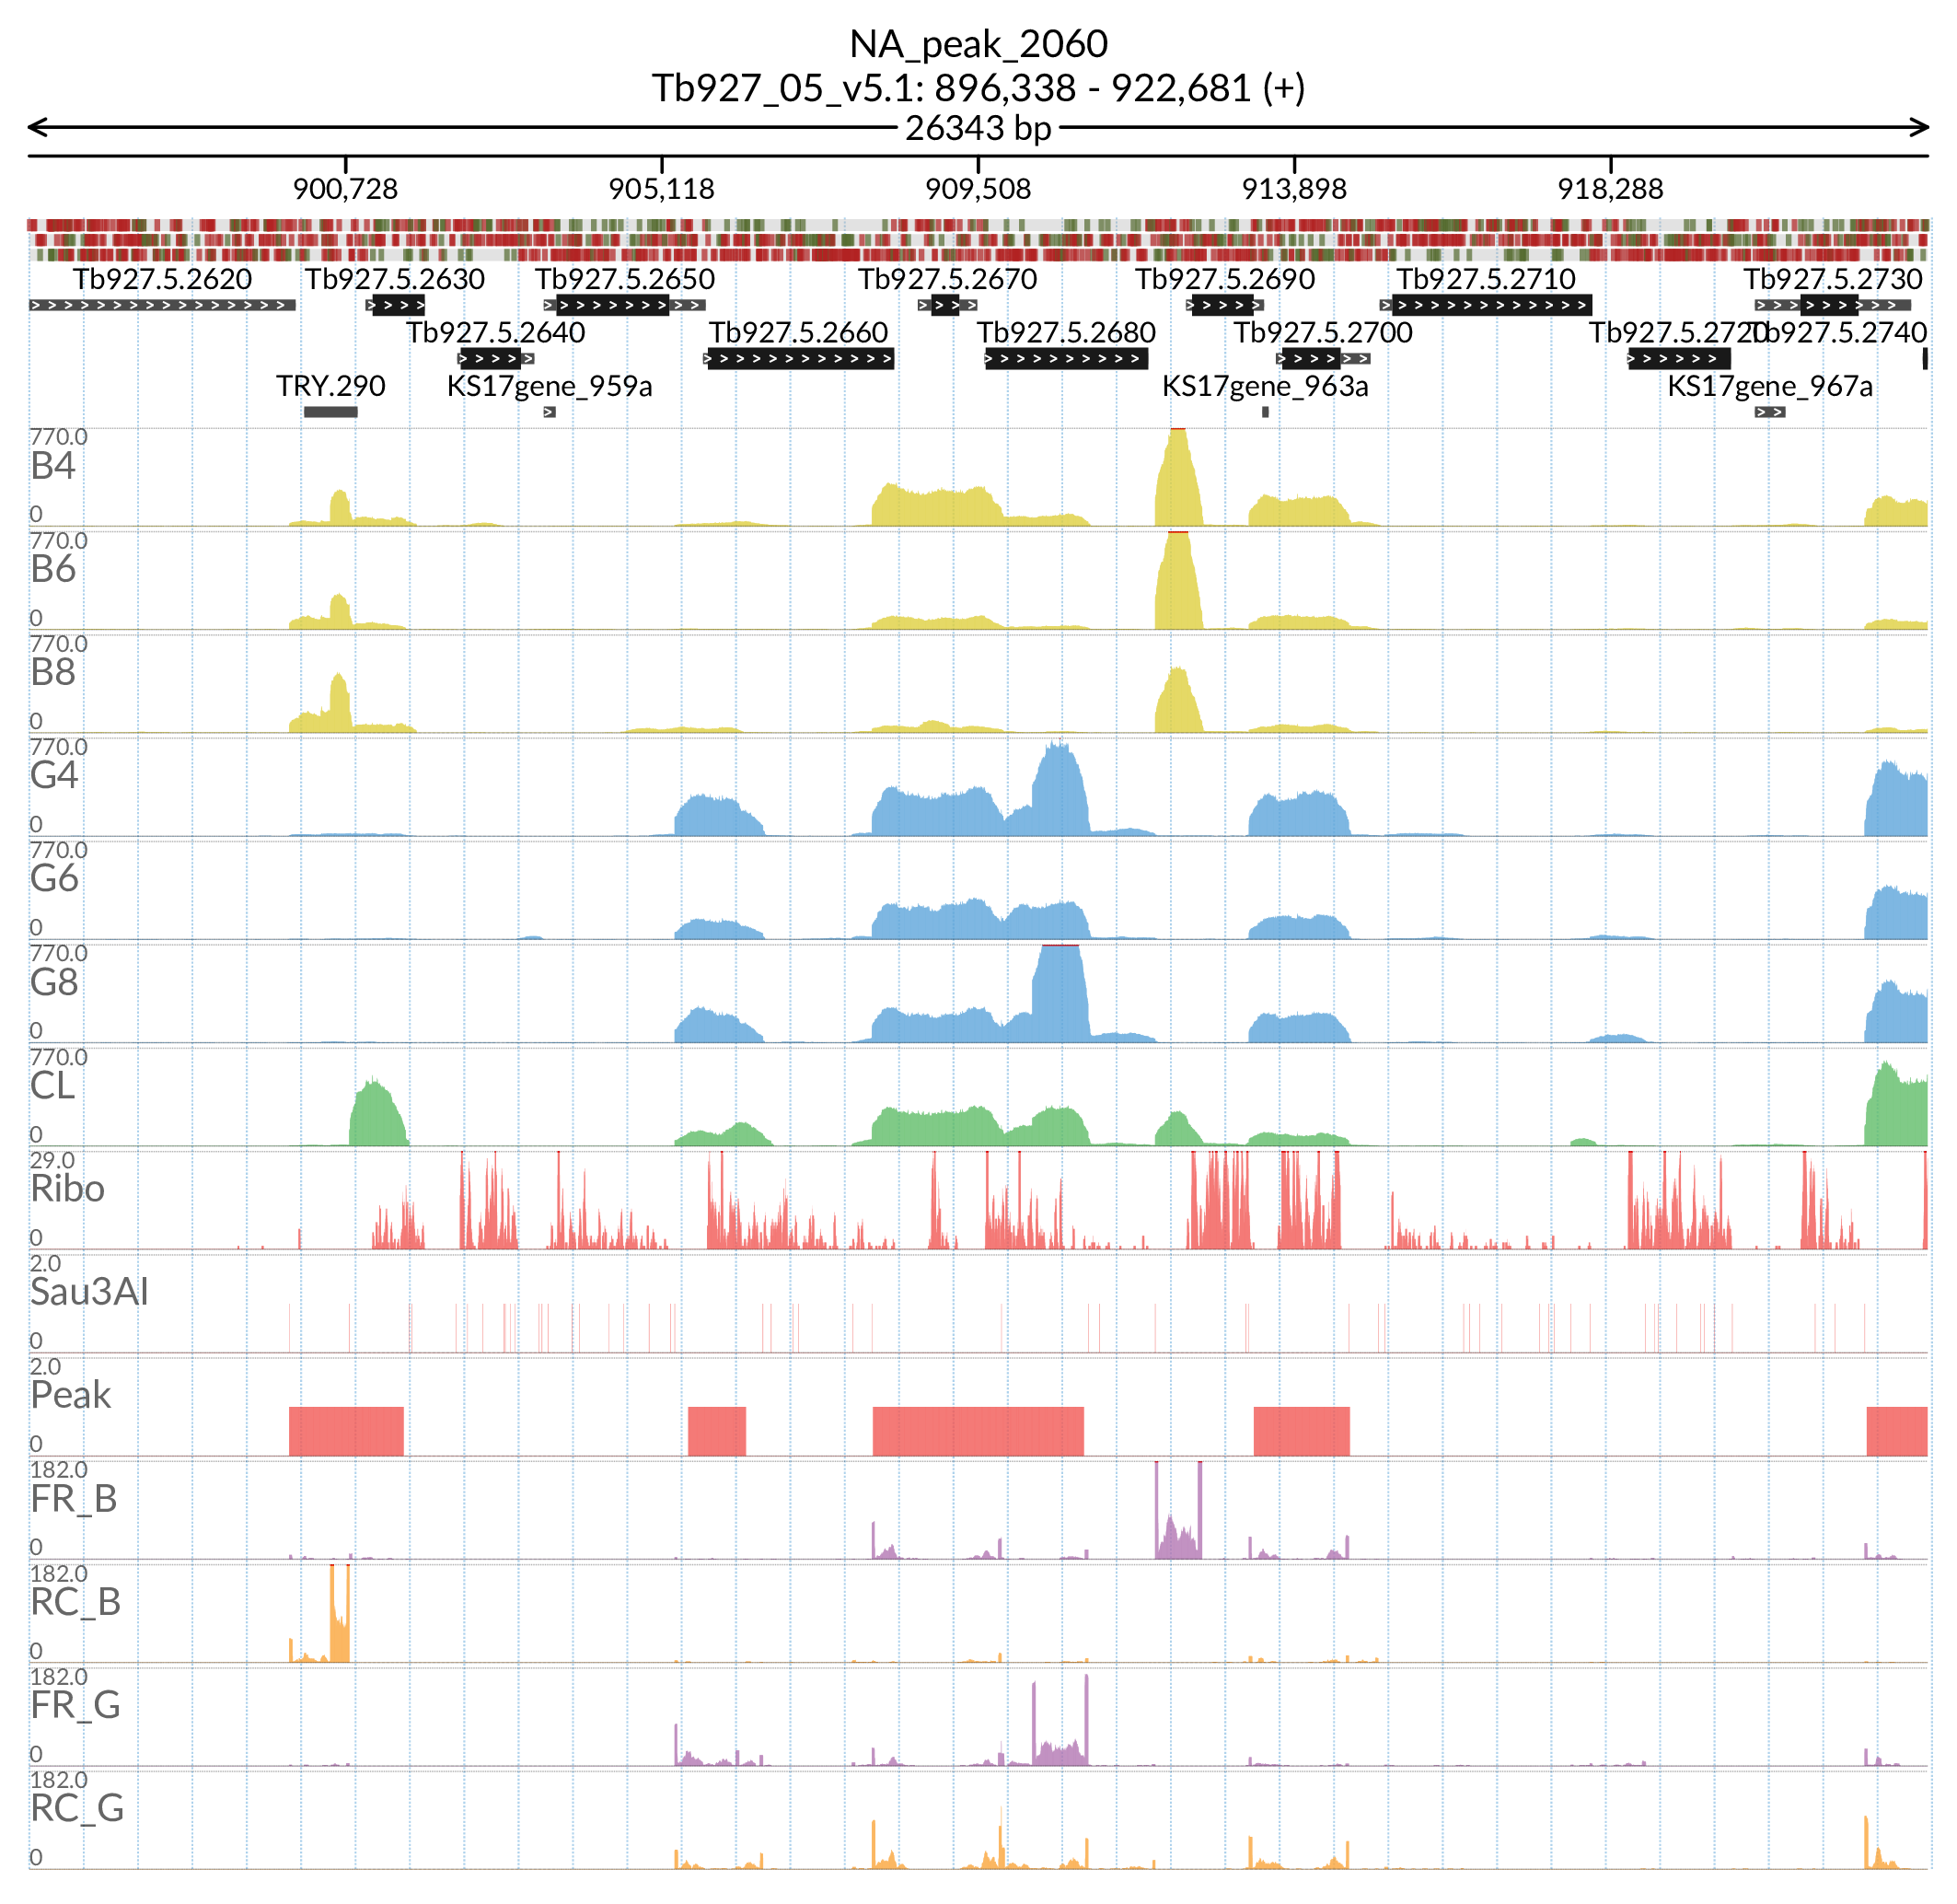 NA_peak_2060
Tb927_05_v5.1: 896,338 - 922,681 (+)
26343 bp
900,728 905,118 909,508 913,898 918,288
Tb927.5.2620 Tb927.5.2630 Tb927.5.2650 Tb927.5.2670 Tb927.5.2690 Tb927.5.2710 Tb927.5.2730
Tb927.5.2640 Tb927.5.2660 Tb927.5.2680 Tb927.5.2700 Tb927.5.2720 Tb927.5.2740
TRY.290 KS17gene_959a KS17gene_963a KS17gene_967a
770.0
B4
0
770.0
B6
0
770.0
B8
0
770.0
G4
0
770.0
G6
0
770.0
G8
0
770.0
CL
0
29.0
Ribo
0
2.0
Sau3AI
0
2.0
Peak
0
182.0
FR_B
0
182.0
RC_B
0
182.0
FR_G
0
182.0
RC_G
0